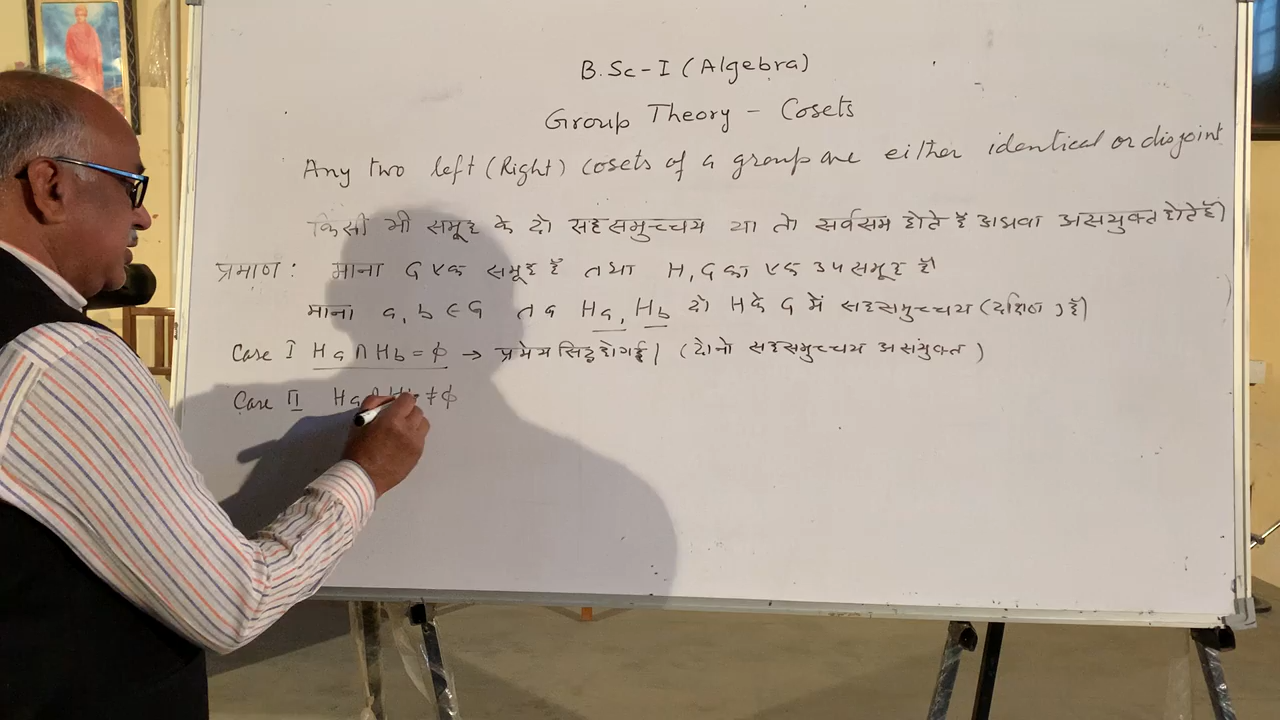 B.Sc-I (Algebra)
Group Theory - Cosets
Any two left (Right) cosets of a group are either identical or disjoint
किसी भी समूह के दो सहसमुच्चय या तो सर्वसम होते हैं अथवा असंयुक्त होते हैं)
प्रमाण: माना G एक समूह है तथा H, G का एक उपसमूह है।
माना a, b ∈ G तब Ha, Hb दो H के G में सहसमुच्चय (दक्षिण) हैं)
Case I Ha ∩ Hb = ϕ → प्रमेय सिद्ध हो गई। (दोनो सहसमुच्चय असंयुक्त)
Case II Ha ∩ Hb ≠ ϕ